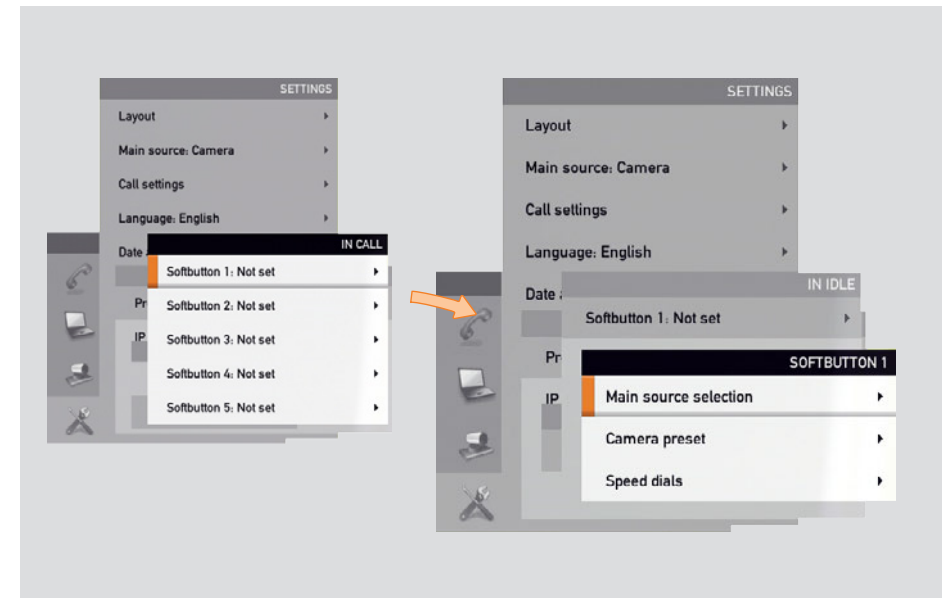 SETTINGS
Layout
Main source: Camera
Call settings
Language: English
Date
IN CALL
Softbutton 1: Not set
Pr
Softbutton 2: Not set
IP
Softbutton 3: Not set
Softbutton 4: Not set
Softbutton 5: Not set
SETTINGS
Layout
Main source: Camera
Call settings
Language: English
Date
IN IDLE
Softbutton 1: Not set
Pr
SOFTBUTTON 1
IP
Main source selection
Camera preset
Speed dials